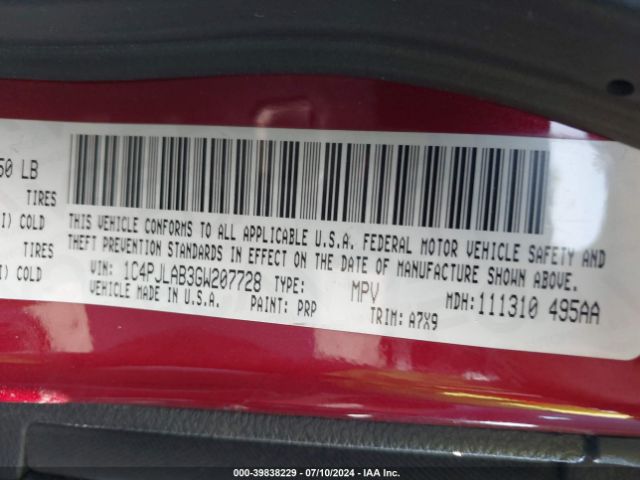 50 LB
TIRES
I) COLD
TIRES
I) COLD
THIS VEHICLE CONFORMS TO ALL APPLICABLE U.S.A. FEDERAL MOTOR VEHICLE SAFETY AND
THEFT PREVENTION STANDARDS IN EFFECT ON THE DATE OF MANUFACTURE SHOWN ABOVE.
VIN: 1C4PJLAB3GW207728 TYPE: MPV MDH: 111310 495AA
VEHICLE MADE IN U.S.A. PAINT: PRP TRIM: A7X9
000-39838229 - 07/10/2024 - IAA Inc.